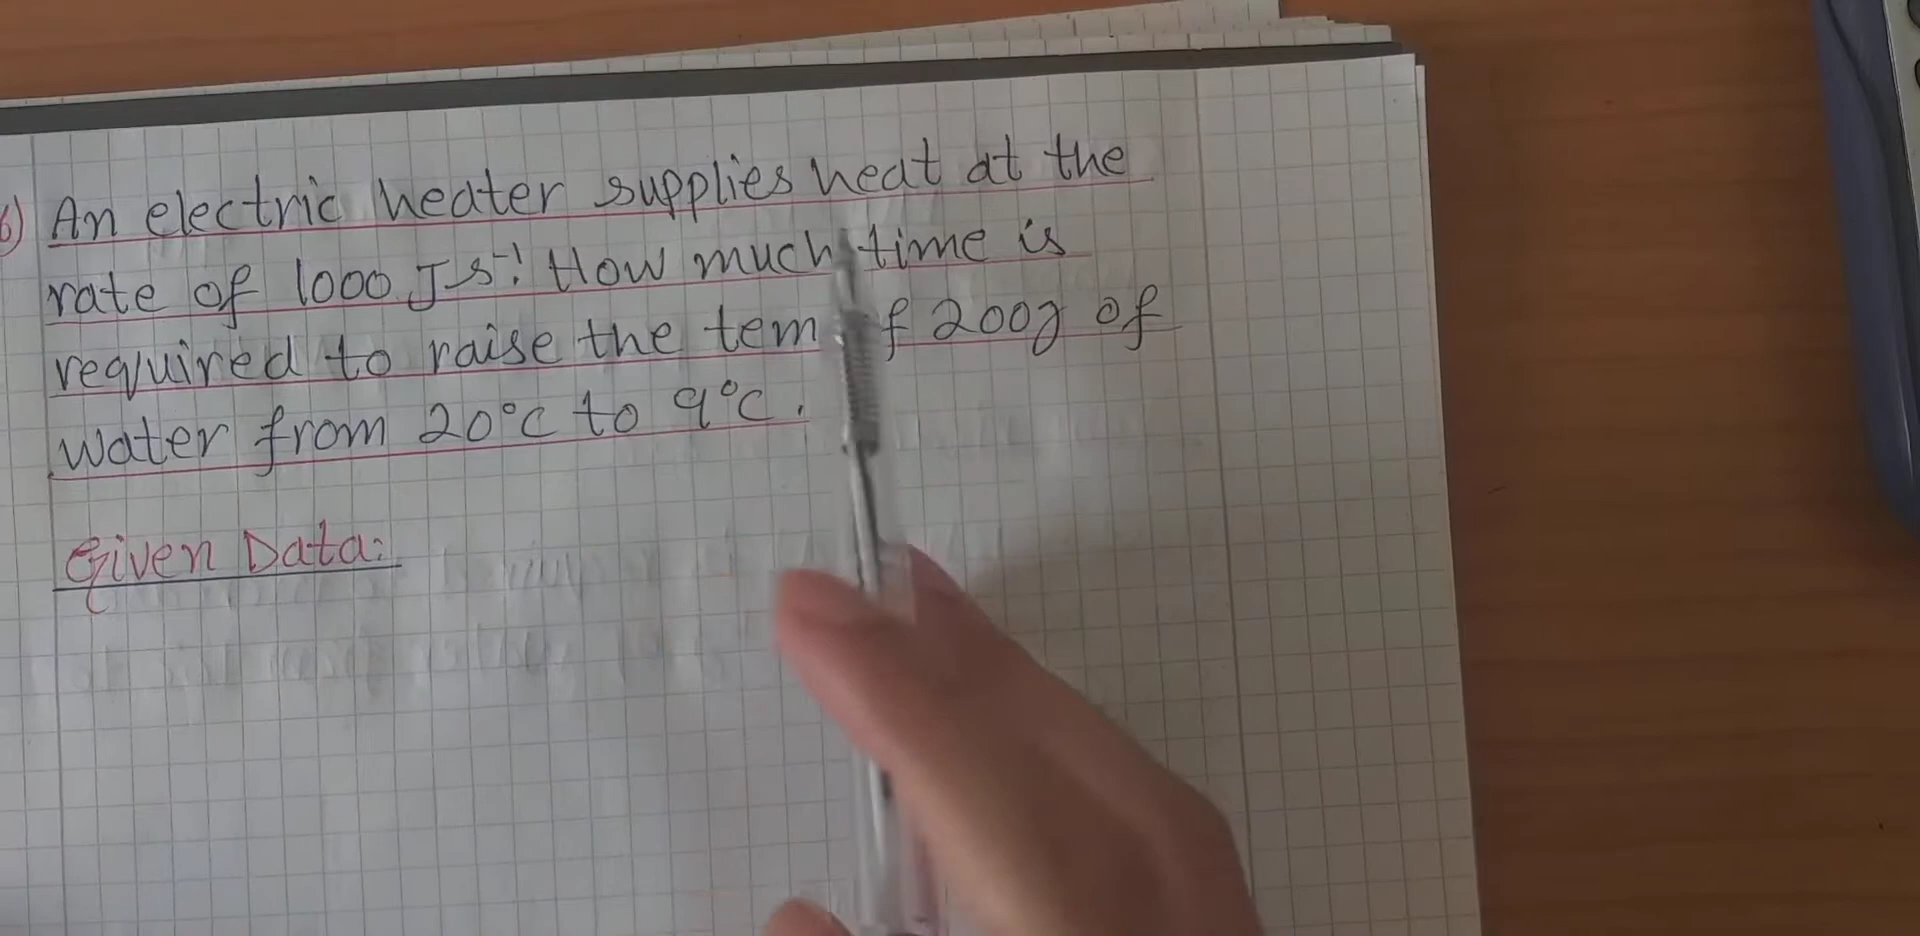 6) An electric heater supplies heat at the
rate of 1000 Js⁻¹. How much time is
required to raise the tem f 200g of
water from 20°C to 9°C.
Given Data: